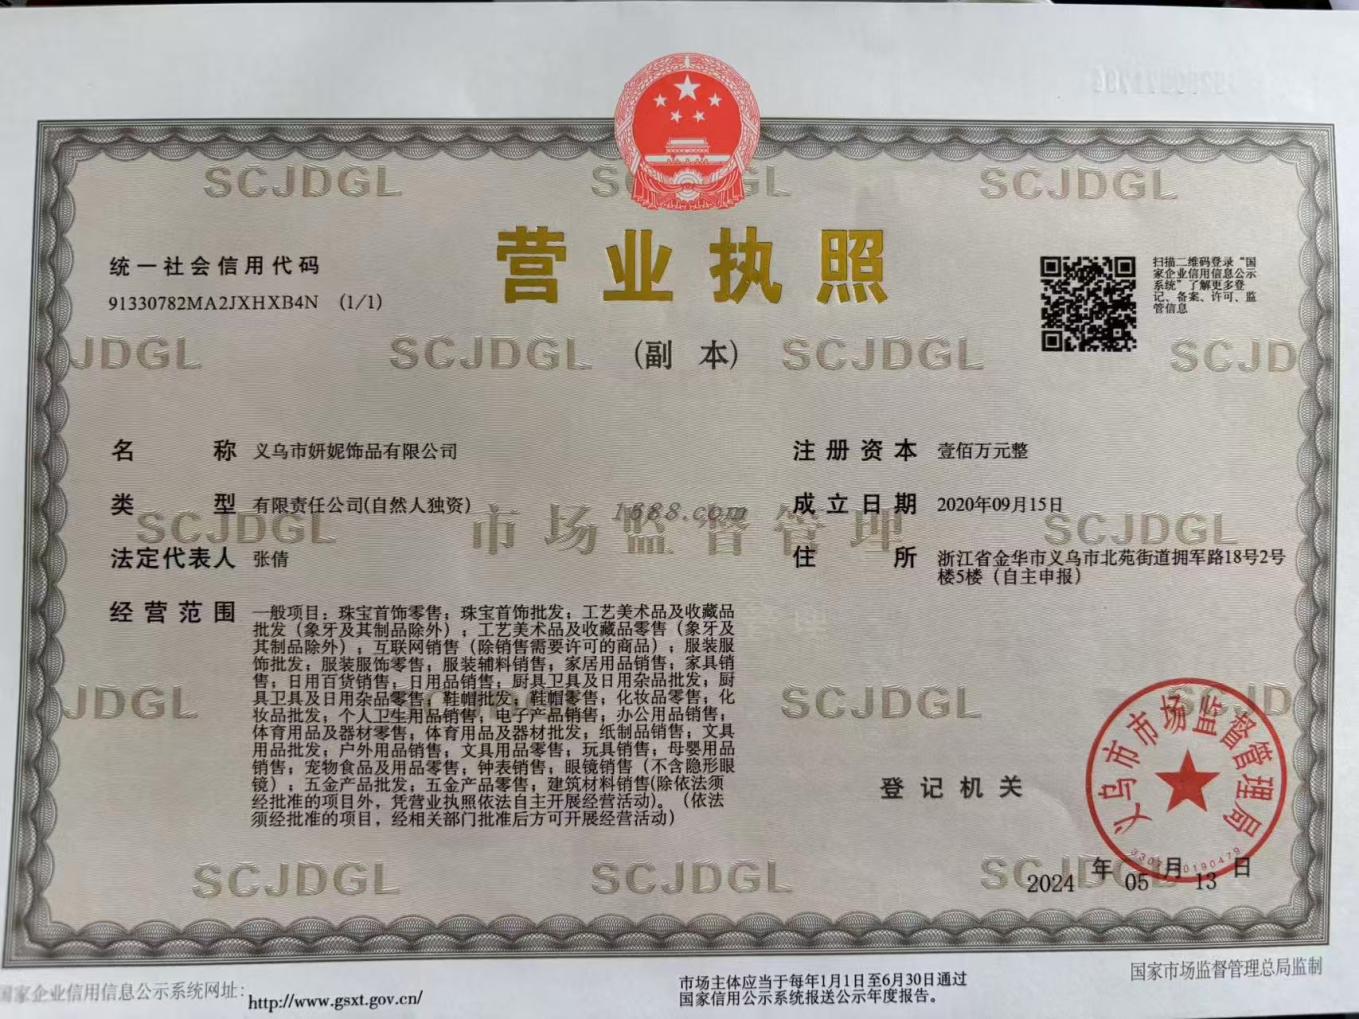 SCJDGL SCJDGL SCJDGL
营业执照
统一社会信用代码
91330782MA2JXHXB4N (1/1)
扫描二维码登录“国
家企业信用信息公示
系统”了解更多登
记、备案、许可、监
管信息
JDGL SCJDGL (副 本) SCJDGL SCJD
名 称 义乌市妍妮饰品有限公司
类 型 有限责任公司(自然人独资)
法定代表人 张倩
经营范围 一般项目：珠宝首饰零售；珠宝首饰批发；工艺美术品及收藏品
批发（象牙及其制品除外）；工艺美术品及收藏品零售（象牙及
其制品除外）；互联网销售（除销售需要许可的商品）；服装服
饰批发；服装服饰零售；服装辅料销售；家居用品销售；家具销
售；日用百货销售；日用品销售；厨具卫具及日用杂品批发；厨
具卫具及日用杂品零售；鞋帽批发；鞋帽零售；化妆品零售；化
妆品批发；个人卫生用品销售；电子产品销售；办公用品销售；
体育用品及器材零售；体育用品及器材批发；纸制品销售；文具
用品批发；户外用品销售；文具用品零售；玩具销售；母婴用品
销售；宠物食品及用品零售；钟表销售；眼镜销售（不含隐形眼
镜）；五金产品批发；五金产品零售；建筑材料销售(除依法须
经批准的项目外，凭营业执照依法自主开展经营活动)。（依法
须经批准的项目，经相关部门批准后方可开展经营活动）
注册资本 壹佰万元整
成立日期 2020年09月15日
住 所 浙江省金华市义乌市北苑街道拥军路18号2号
楼5楼（自主申报）
1688.com
SCJDGL 市场监督管理 SCJDGL
JDGL SCJDGL SCJD
登记机关
义乌市市场监督管理局
2024 年 05 月 13 日
SCJDGL SCJDGL SCJDGL
国家企业信用信息公示系统网址：http://www.gsxt.gov.cn/
市场主体应当于每年1月1日至6月30日通过
国家信用公示系统报送公示年度报告。
国家市场监督管理总局监制